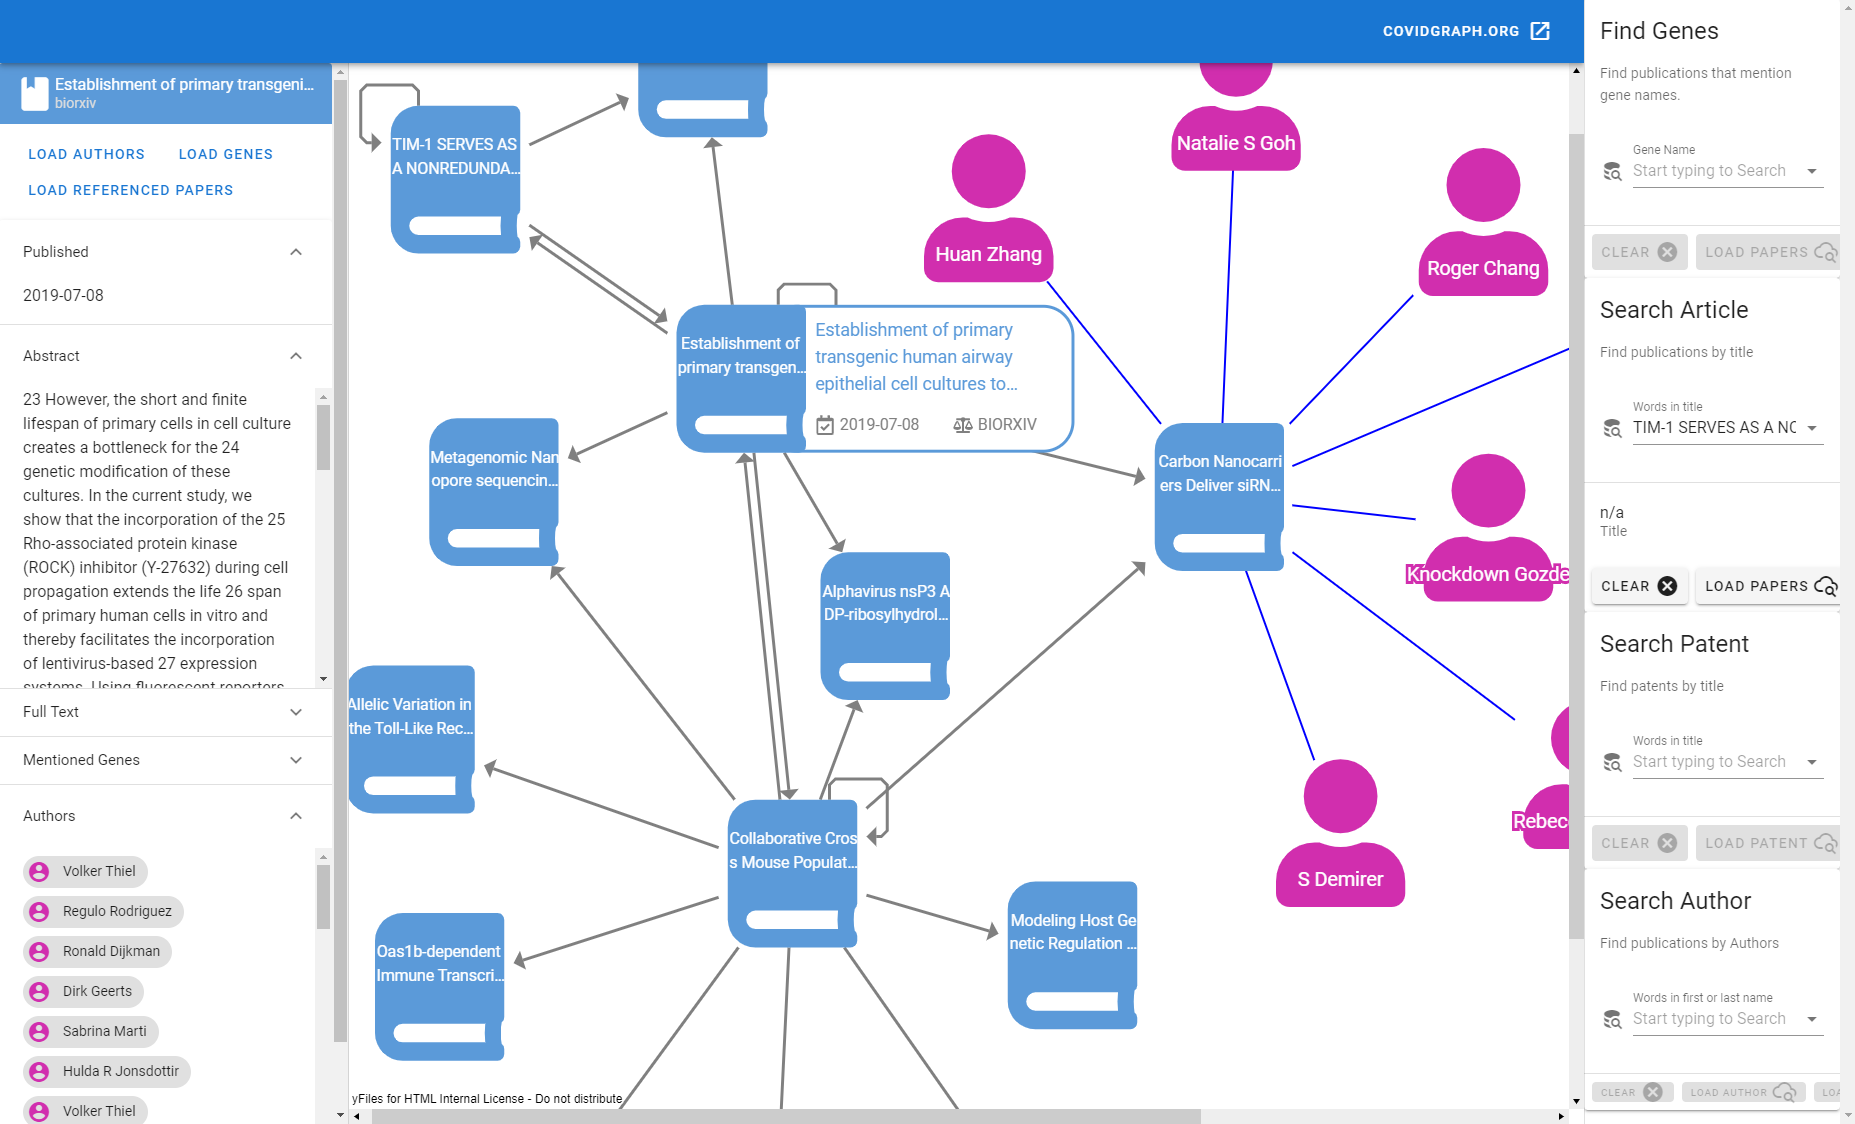 COVIDGRAPH.ORG
Establishment of primary transgeni...
biorxiv
LOAD AUTHORS
LOAD GENES
LOAD REFERENCED PAPERS
Published
2019-07-08
Abstract
23 However, the short and finite
lifespan of primary cells in cell culture
creates a bottleneck for the 24
genetic modification of these
cultures. In the current study, we
show that the incorporation of the 25
Rho-associated protein kinase
(ROCK) inhibitor (Y-27632) during cell
propagation extends the life 26 span
of primary human cells in vitro and
thereby facilitates the incorporation
of lentivirus-based 27 expression
systems. Using fluorescent reporters
Full Text
Mentioned Genes
Authors
Volker Thiel
Regulo Rodriguez
Ronald Dijkman
Dirk Geerts
Sabrina Marti
Hulda R Jonsdottir
Volker Thiel
TIM-1 SERVES AS
A NONREDUNDA...
Natalie S Goh
Huan Zhang
Roger Chang
Establishment of
primary transgen...
Establishment of primary
transgenic human airway
epithelial cell cultures to...
2019-07-08
BIORXIV
Metagenomic Nan
opore sequencin...
Carbon Nanocarri
ers Deliver siRN...
Knockdown Gozde
Alphavirus nsP3 A
DP-ribosylhydrol...
Allelic Variation in
the Toll-Like Rec...
Rebec
Collaborative Cros
s Mouse Populat...
S Demirer
Modeling Host Ge
netic Regulation ...
Oas1b-dependent
Immune Transcri...
yFiles for HTML Internal License - Do not distribute
Find Genes
Find publications that mention
gene names.
Gene Name
Start typing to Search
CLEAR
LOAD PAPERS
Search Article
Find publications by title
Words in title
TIM-1 SERVES AS A NC
n/a
Title
CLEAR
LOAD PAPERS
Search Patent
Find patents by title
Words in title
Start typing to Search
CLEAR
LOAD PATENT
Search Author
Find publications by Authors
Words in first or last name
Start typing to Search
CLEAR
LOAD AUTHOR
LOA